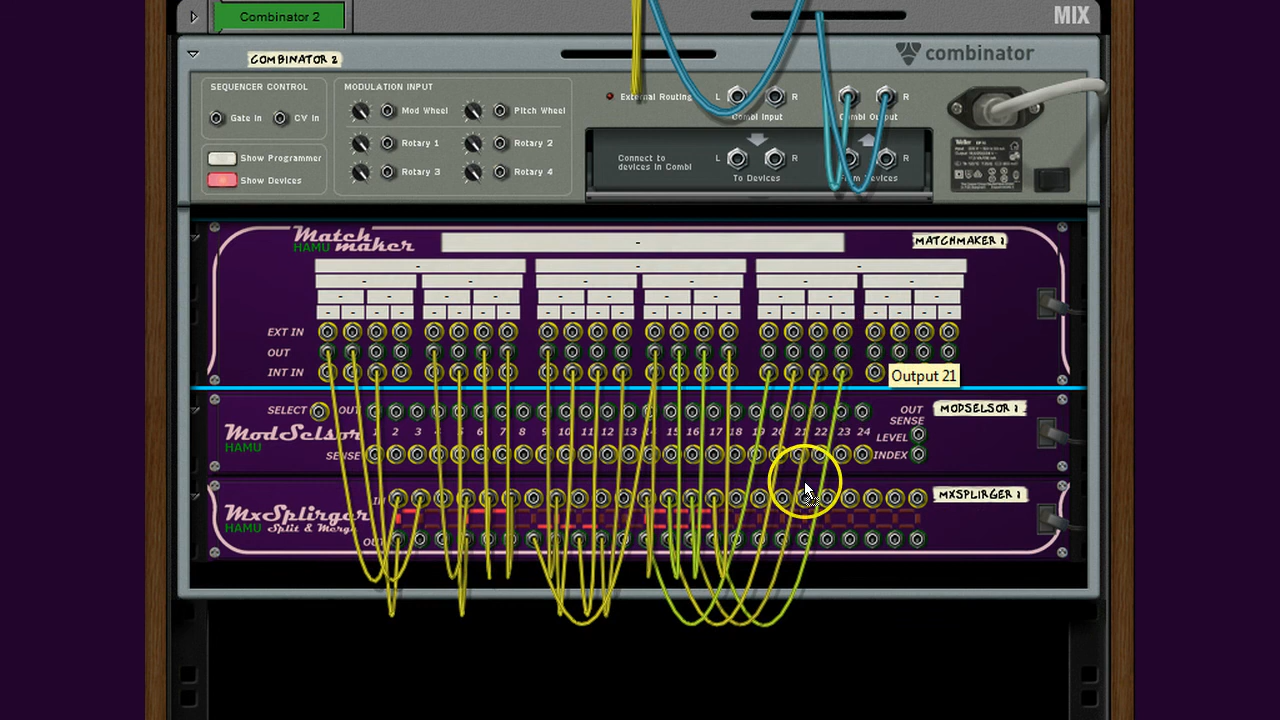 Combinator 2
MIX
COMBINATOR 2
combinator
SEQUENCER CONTROL
Gate In
CV In
Show Programmer
Show Devices
MODULATION INPUT
Mod Wheel
Pitch Wheel
Rotary 1
Rotary 2
Rotary 3
Rotary 4
External Routing
L R
Combi Input
L R
Combi Output
Connect to
devices in Combi
L R
To Devices
R
From Devices
Match
maker
HAMU
MATCHMAKER 1
EXT IN
OUT
INT IN
Output 21
SELECT
OUT
ModSelsor
HAMU
1 2 3 4 5 6 7 8 9 10 11 12 13 14 15 16 17 18 19 20 21 22 23 24
SENSE
OUT
SENSE
LEVEL
INDEX
MODSELSOR 1
IN
MxSplirger
HAMU Split & Merge
OUT
MXSPLIRGER 1